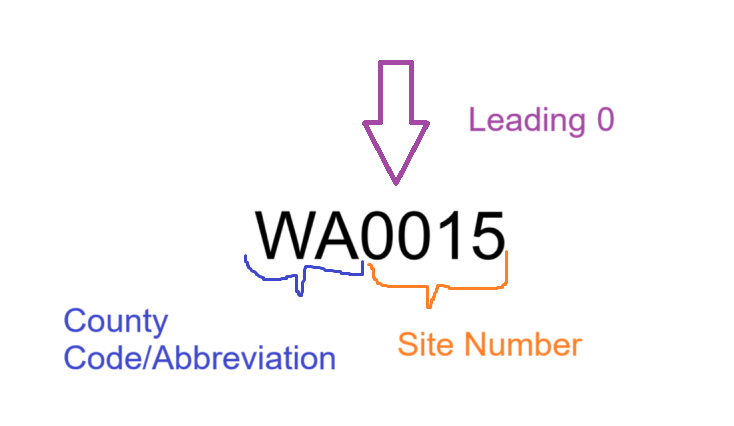 Leading 0
WA0015
County
Code/Abbreviation
Site Number